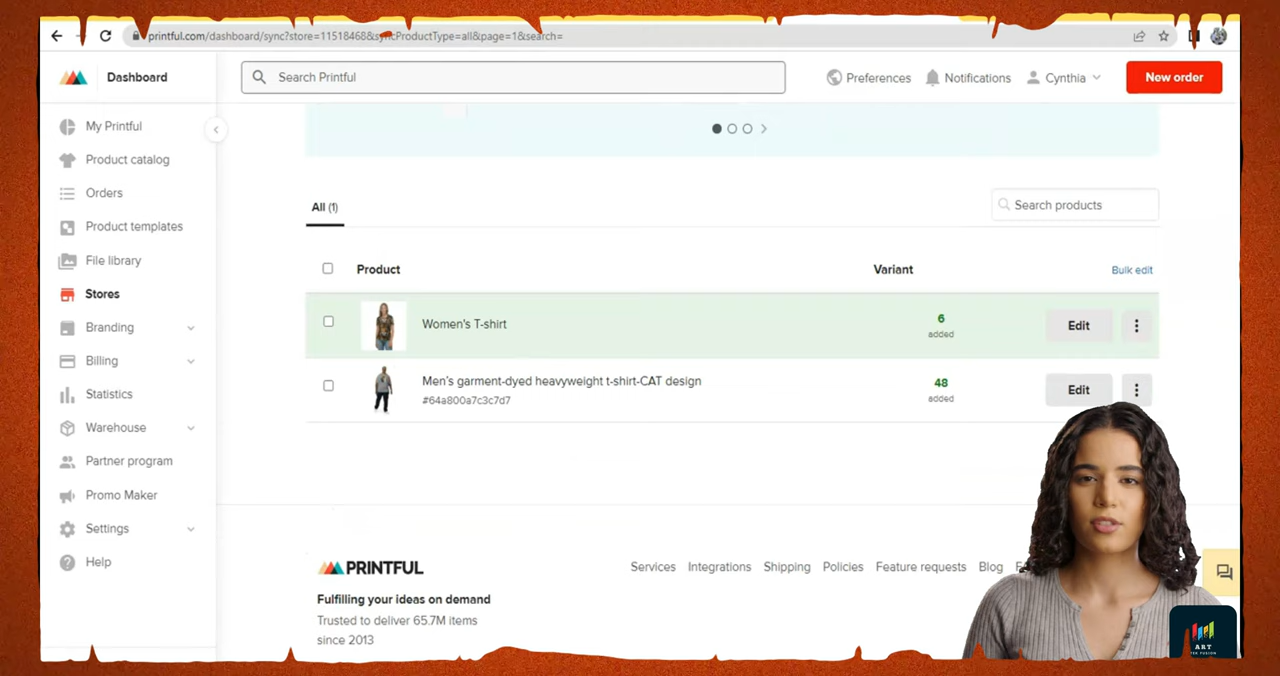 printful.com/dashboard/sync?store=11518468&syncProductType=all&page=1&search=
Dashboard
Search Printful
Preferences
Notifications
Cynthia
New order
My Printful
Product catalog
Orders
Product templates
File library
Stores
Branding
Billing
Statistics
Warehouse
Partner program
Promo Maker
Settings
Help
All (1)
Search products
Product
Variant
Bulk edit
Women's T-shirt
6
added
Edit
Men's garment-dyed heavyweight t-shirt-CAT design
#64a800a7c3c7d7
48
added
Edit
PRINTFUL
Fulfilling your ideas on demand
Trusted to deliver 65.7M items
since 2013
Services
Integrations
Shipping
Policies
Feature requests
Blog
ART